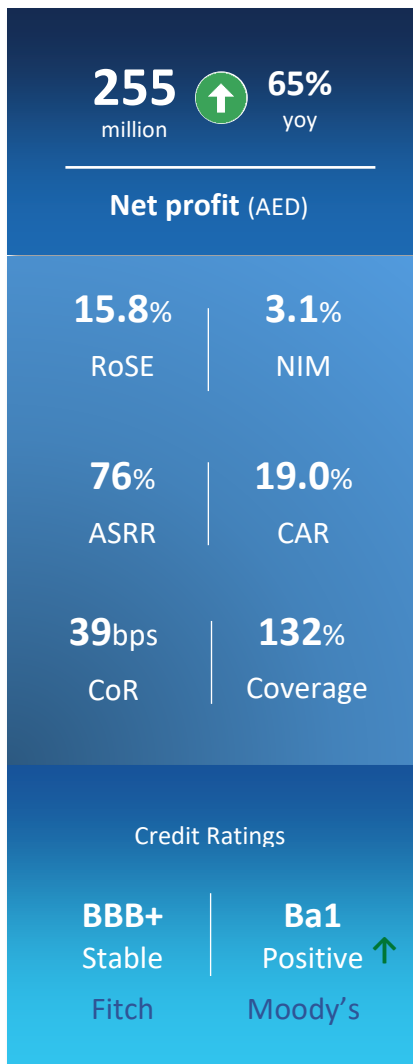 255 65%
million yoy
Net profit (AED)
15.8% 3.1%
RoSE NIM
76% 19.0%
ASRR CAR
39bps 132%
CoR Coverage
Credit Ratings
BBB+ Ba1
Stable Positive
Fitch Moody’s